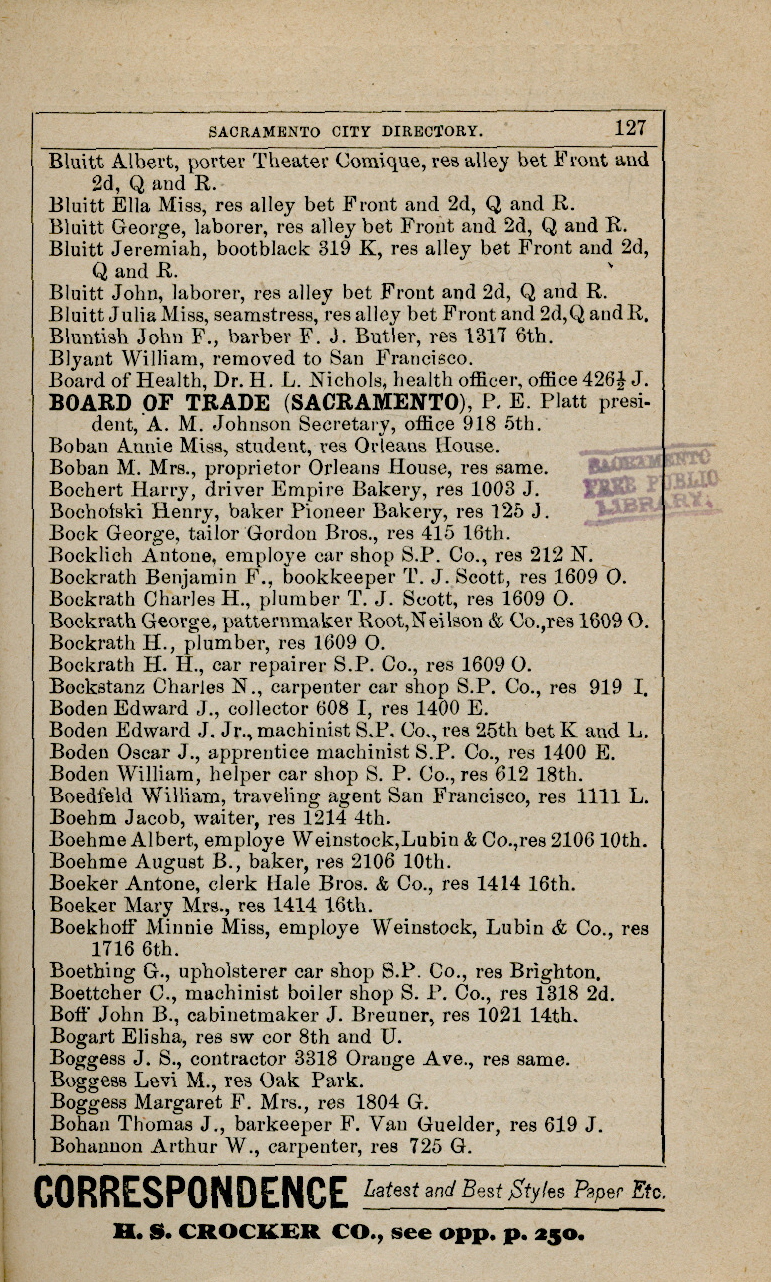 SACRAMENTO CITY DIRECTORY. 127
Bluitt Albert, porter Theater Comique, res alley bet Front and
2d, Q and R.
Bluitt Ella Miss, res alley bet Front and 2d, Q and R.
Bluitt George, laborer, res alley bet Front and 2d, Q and R.
Bluitt Jeremiah, bootblack 319 K, res alley bet Front and 2d,
Q and R.
Bluitt John, laborer, res alley bet Front and 2d, Q and R.
Bluitt Julia Miss, seamstress, res alley bet Front and 2d, Q and R.
Bluntish John F., barber F. J. Butler, res 1317 6th.
Blyant William, removed to San Francisco.
Board of Health, Dr. H. L. Nichols, health officer, office 426½ J.
BOARD OF TRADE (SACRAMENTO), P. E. Platt presi-
dent, A. M. Johnson Secretary, office 918 5th.
Boban Annie Miss, student, res Orleans House.
Boban M. Mrs., proprietor Orleans House, res same.
SACRAMENTO
FREE PUBLIC
LIBRARY.
Bochert Harry, driver Empire Bakery, res 1003 J.
Bochofski Henry, baker Pioneer Bakery, res 125 J.
Bock George, tailor Gordon Bros., res 415 16th.
Bocklich Antone, employe car shop S.P. Co., res 212 N.
Bockrath Benjamin F., bookkeeper T. J. Scott, res 1609 O.
Bockrath Charles H., plumber T. J. Scott, res 1609 O.
Bockrath George, patternmaker Root, Neilson & Co., res 1609 O.
Bockrath H., plumber, res 1609 O.
Bockrath H. H., car repairer S.P. Co., res 1609 O.
Bockstanz Charles N., carpenter car shop S.P. Co., res 919 I.
Boden Edward J., collector 608 I, res 1400 E.
Boden Edward J. Jr., machinist S.P. Co., res 25th bet K and L.
Boden Oscar J., apprentice machinist S.P. Co., res 1400 E.
Boden William, helper car shop S. P. Co., res 612 18th.
Boedfeld William, traveling agent San Francisco, res 1111 L.
Boehm Jacob, waiter, res 1214 4th.
Boehme Albert, employe Weinstock, Lubin & Co., res 2106 10th.
Boehme August B., baker, res 2106 10th.
Boeker Antone, clerk Hale Bros. & Co., res 1414 16th.
Boeker Mary Mrs., res 1414 16th.
Boekhoff Minnie Miss, employe Weinstock, Lubin & Co., res
1716 6th.
Boething G., upholsterer car shop S.P. Co., res Brighton.
Boettcher C., machinist boiler shop S. P. Co., res 1318 2d.
Boff John B., cabinetmaker J. Breuner, res 1021 14th.
Bogart Elisha, res sw cor 8th and U.
Boggess J. S., contractor 3318 Orange Ave., res same.
Boggess Levi M., res Oak Park.
Boggess Margaret F. Mrs., res 1804 G.
Bohan Thomas J., barkeeper F. Van Guelder, res 619 J.
Bohannon Arthur W., carpenter, res 725 G.
CORRESPONDENCE Latest and Best Styles Paper Etc.
H. S. CROCKER CO., see opp. p. 250.